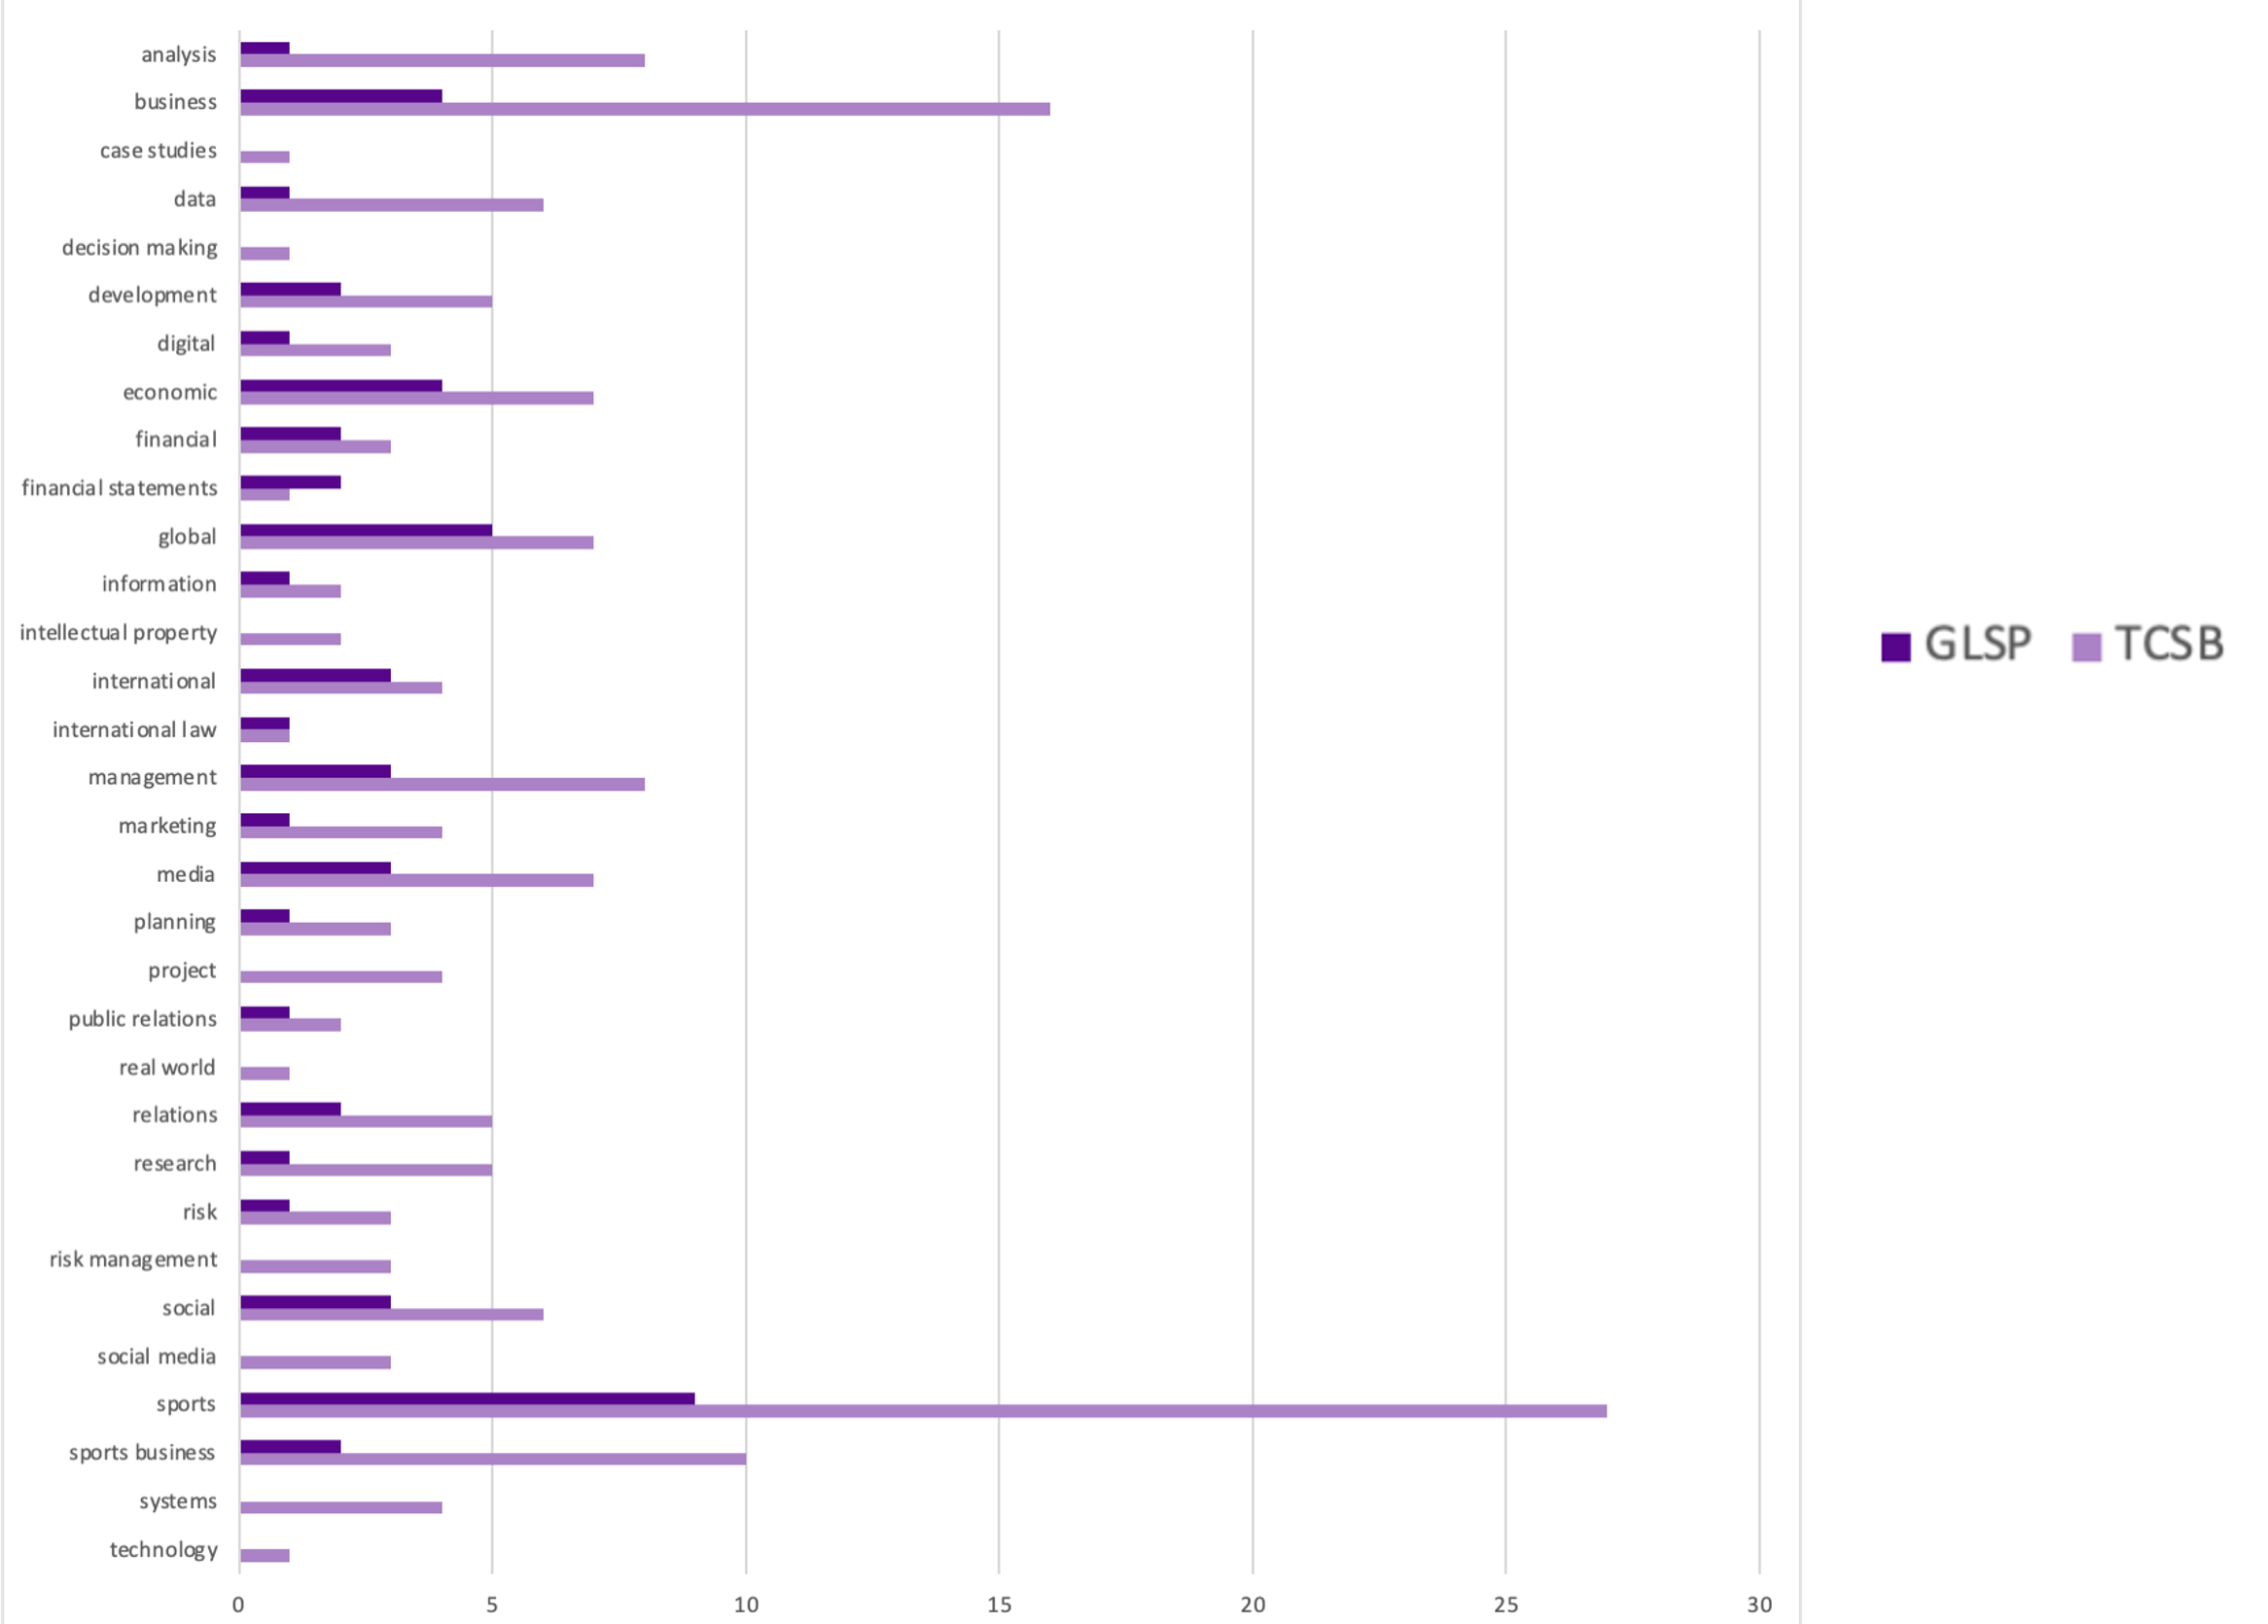 analysis
business
case studies
data
decision making
development
digital
economic
financial
financial statements
global
information
intellectual property
international
international law
management
marketing
media
planning
project
public relations
real world
relations
research
risk
risk management
social
social media
sports
sports business
systems
technology
0 5 10 15 20 25 30
GLSP TCSB